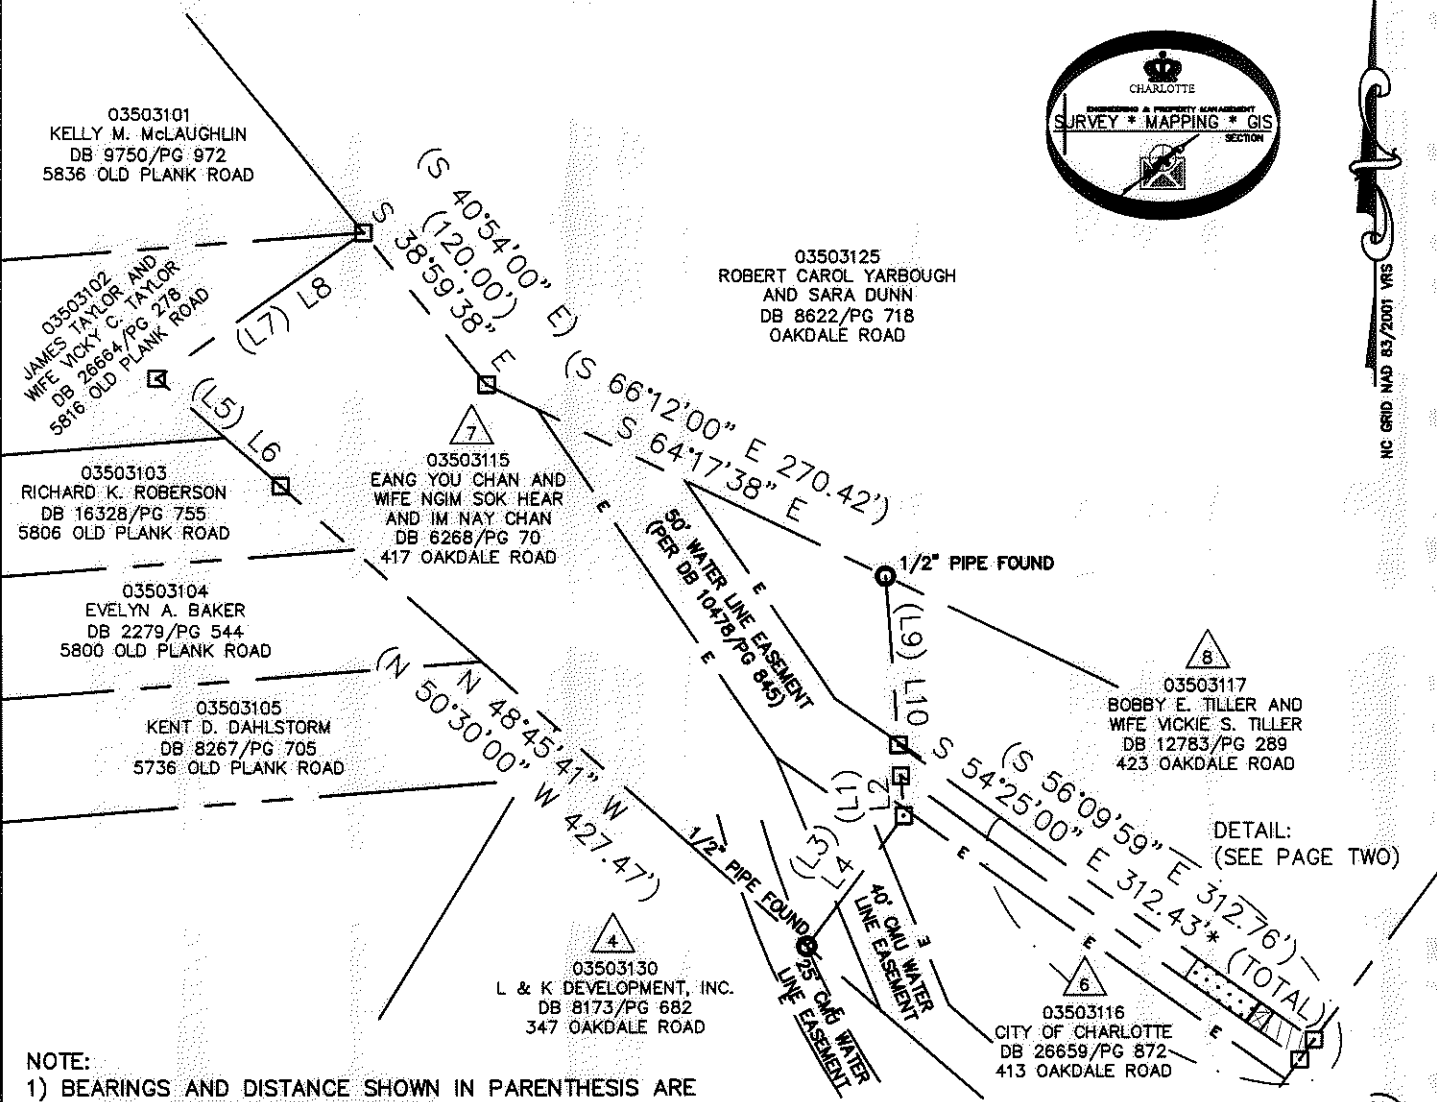 03503101
KELLY M. McLAUGHLIN
DB 9750/PG 972
5836 OLD PLANK ROAD
CHARLOTTE
ENGINEERING & PROPERTY MANAGEMENT
SURVEY * MAPPING * GIS
SECTION
NC GRID NAD 83/2001 VRS
(S 40°54'00" E)
(120.00')
S 38°59'38" E
03503125
ROBERT CAROL YARBOUGH
AND SARA DUNN
DB 8622/PG 718
OAKDALE ROAD
03503102
JAMES TAYLOR AND
WIFE VICKY C. TAYLOR
DB 26664/PG 278
5816 OLD PLANK ROAD
(L7) L8
(L5) L6
(S 66°12'00" E 270.42')
S 64°17'38" E
7
03503115
EANG YOU CHAN AND
WIFE NGIM SOK HEAR
AND IM NAY CHAN
DB 6268/PG 70
417 OAKDALE ROAD
03503103
RICHARD K. ROBERSON
DB 16328/PG 755
5806 OLD PLANK ROAD
E
E
E
50' WATER LINE EASEMENT
(PER DB 10478/PG 845)
1/2" PIPE FOUND
(L9) L10
03503104
EVELYN A. BAKER
DB 2279/PG 544
5800 OLD PLANK ROAD
8
03503117
BOBBY E. TILLER AND
WIFE VICKIE S. TILLER
DB 12783/PG 289
423 OAKDALE ROAD
03503105
KENT D. DAHLSTORM
DB 8267/PG 705
5736 OLD PLANK ROAD
N 48°45'41" W
(N 50°30'00" W 427.47')
(L1)
L2
(L3)
L4
(S 56°09'59" E 312.76')
S 54°25'00" E 312.43'* (TOTAL)
DETAIL:
(SEE PAGE TWO)
1/2" PIPE FOUND
E
E
E
E
E
40' CMU WATER
LINE EASEMENT
25' CMU WATER
LINE EASEMENT
4
03503130
L & K DEVELOPMENT, INC.
DB 8173/PG 682
347 OAKDALE ROAD
6
03503116
CITY OF CHARLOTTE
DB 26659/PG 872
413 OAKDALE ROAD
NOTE:
1) BEARINGS AND DISTANCE SHOWN IN PARENTHESIS ARE